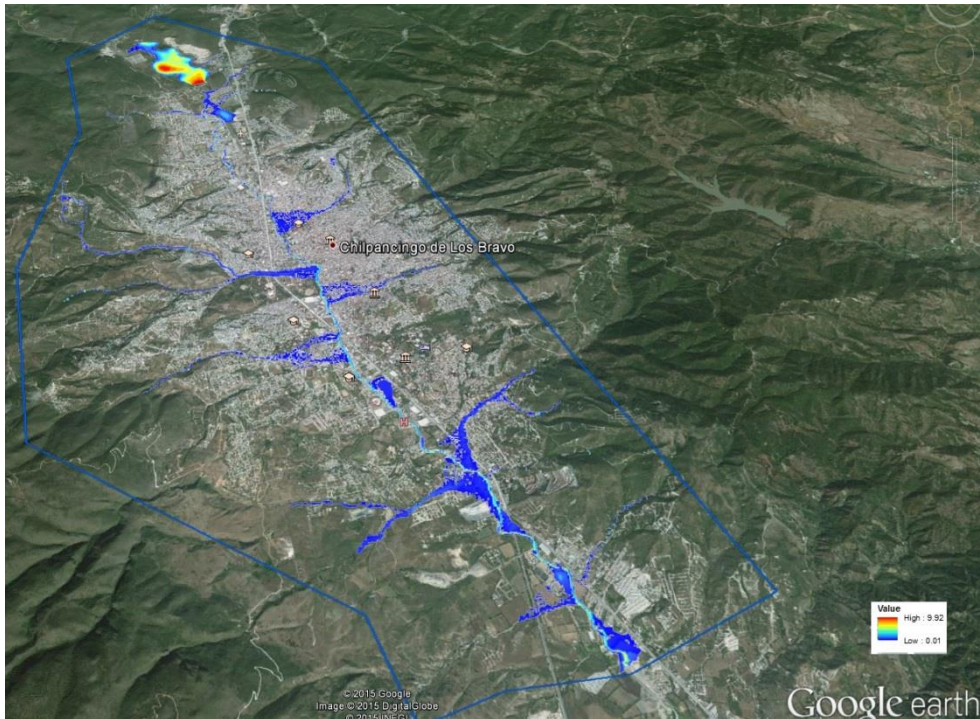 Chilpancingo de Los Bravo
Value
High : 9.92
Low : 0.01
© 2015 Google
Image © 2015 DigitalGlobe
© 2015 INEGI
Google earth